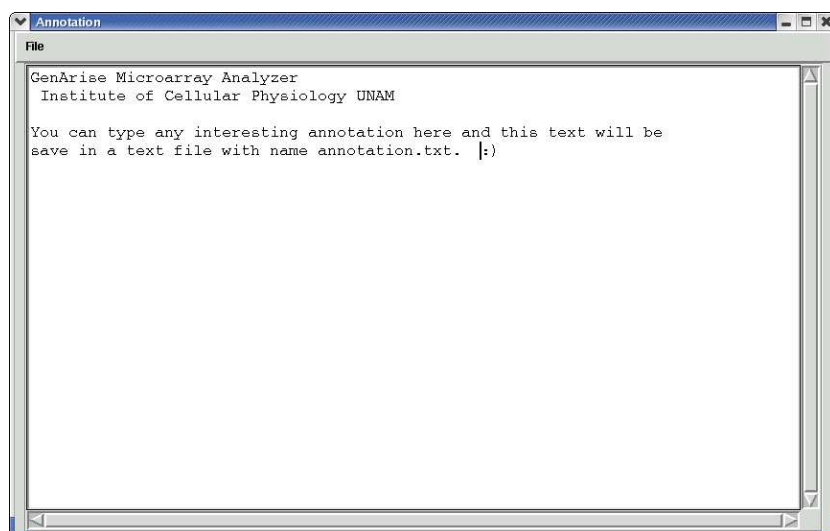 Annotation
File
GenArise Microarray Analyzer
Institute of Cellular Physiology UNAM
You can type any interesting annotation here and this text will be
save in a text file with name annotation.txt.  :)